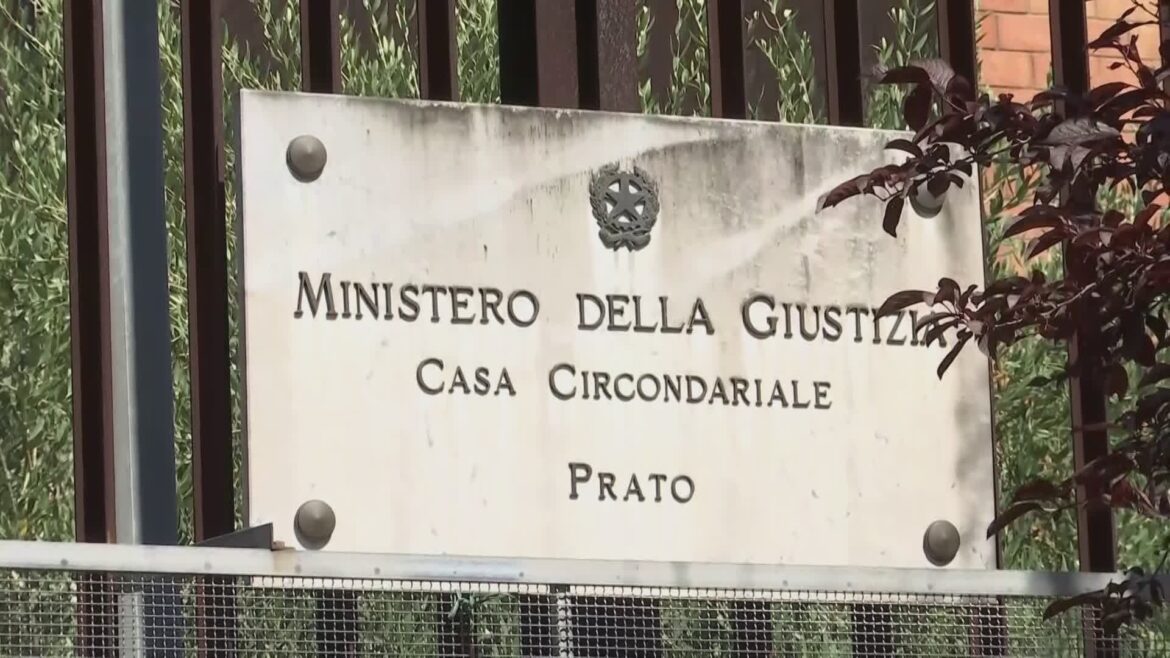 MINISTERO DELLA GIUSTIZIA
CASA CIRCONDARIALE
PRATO